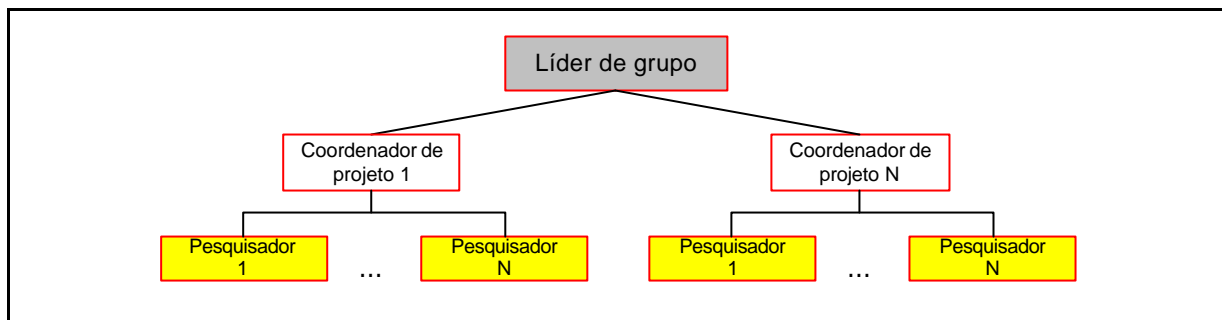 Líder de grupo
Coordenador de
projeto 1
Coordenador de
projeto N
Pesquisador
1
...
Pesquisador
N
Pesquisador
1
...
Pesquisador
N